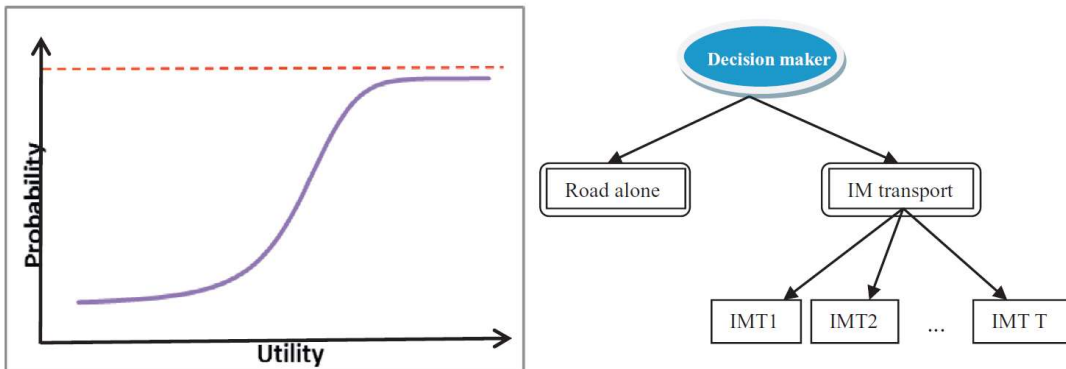 Probability
Utility
Decision maker
Road alone
IM transport
IMT1
IMT2
...
IMT T